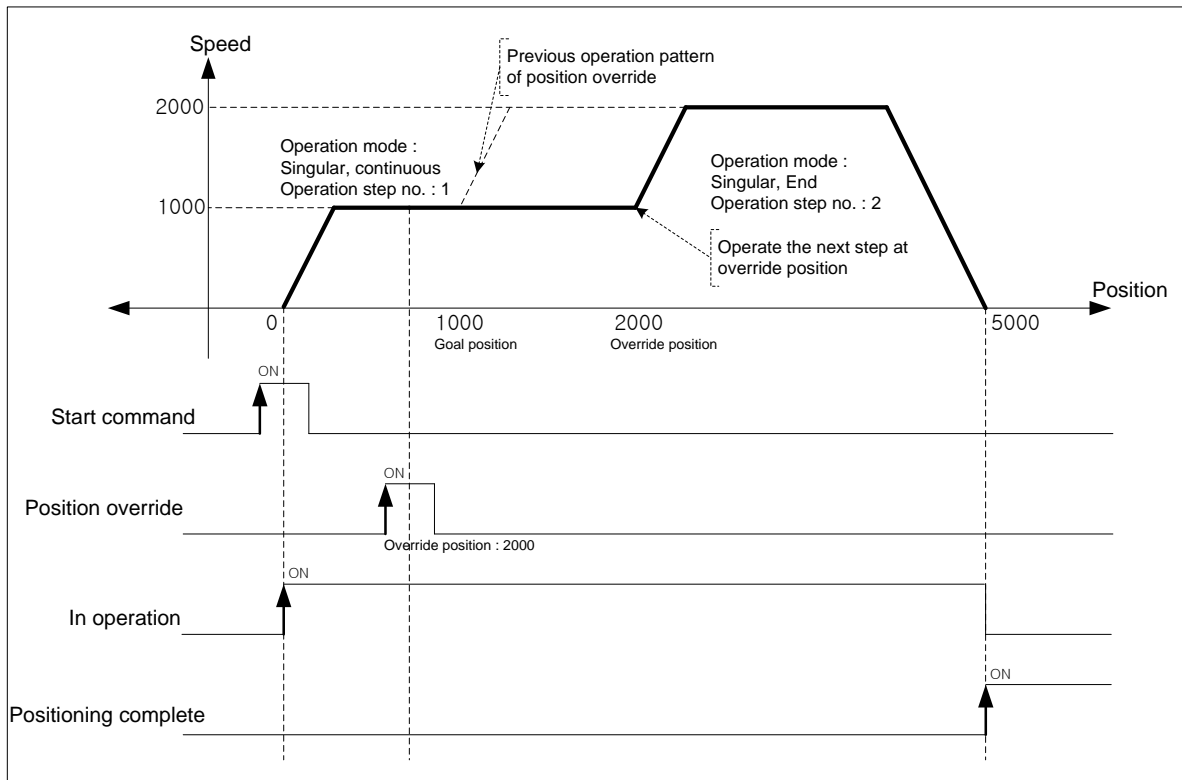 Speed
Previous operation pattern
of position override
2000
Operation mode :
Singular, continuous
Operation step no. : 1
Operation mode :
Singular, End
Operation step no. : 2
1000
Operate the next step at
override position
Position
0
1000
2000
5000
Goal position
Override position
ON
Start command
ON
Position override
Override position : 2000
ON
In operation
ON
Positioning complete